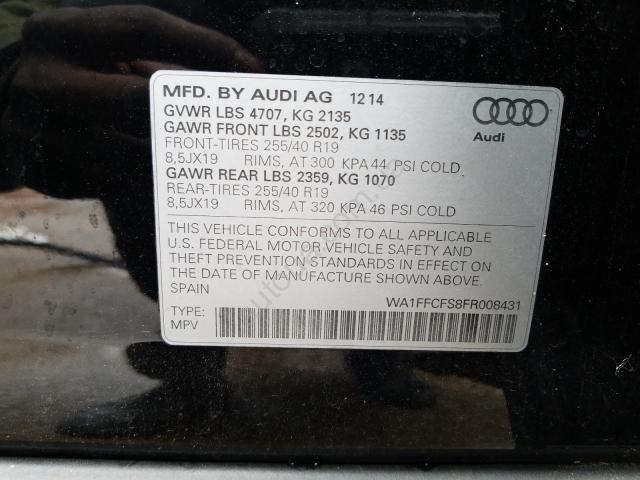 MFD. BY AUDI AG 12 14
GVWR LBS 4707, KG 2135
GAWR FRONT LBS 2502, KG 1135
FRONT-TIRES 255/40 R19
8,5JX19 RIMS, AT 300 KPA 44 PSI COLD
GAWR REAR LBS 2359, KG 1070
REAR-TIRES 255/40 R19
8,5JX19 RIMS, AT 320 KPA 46 PSI COLD
Audi
THIS VEHICLE CONFORMS TO ALL APPLICABLE
U.S. FEDERAL MOTOR VEHICLE SAFETY AND
THEFT PREVENTION STANDARDS IN EFFECT ON
THE DATE OF MANUFACTURE SHOWN ABOVE.
SPAIN
WA1FFCFS8FR008431
TYPE:
MPV